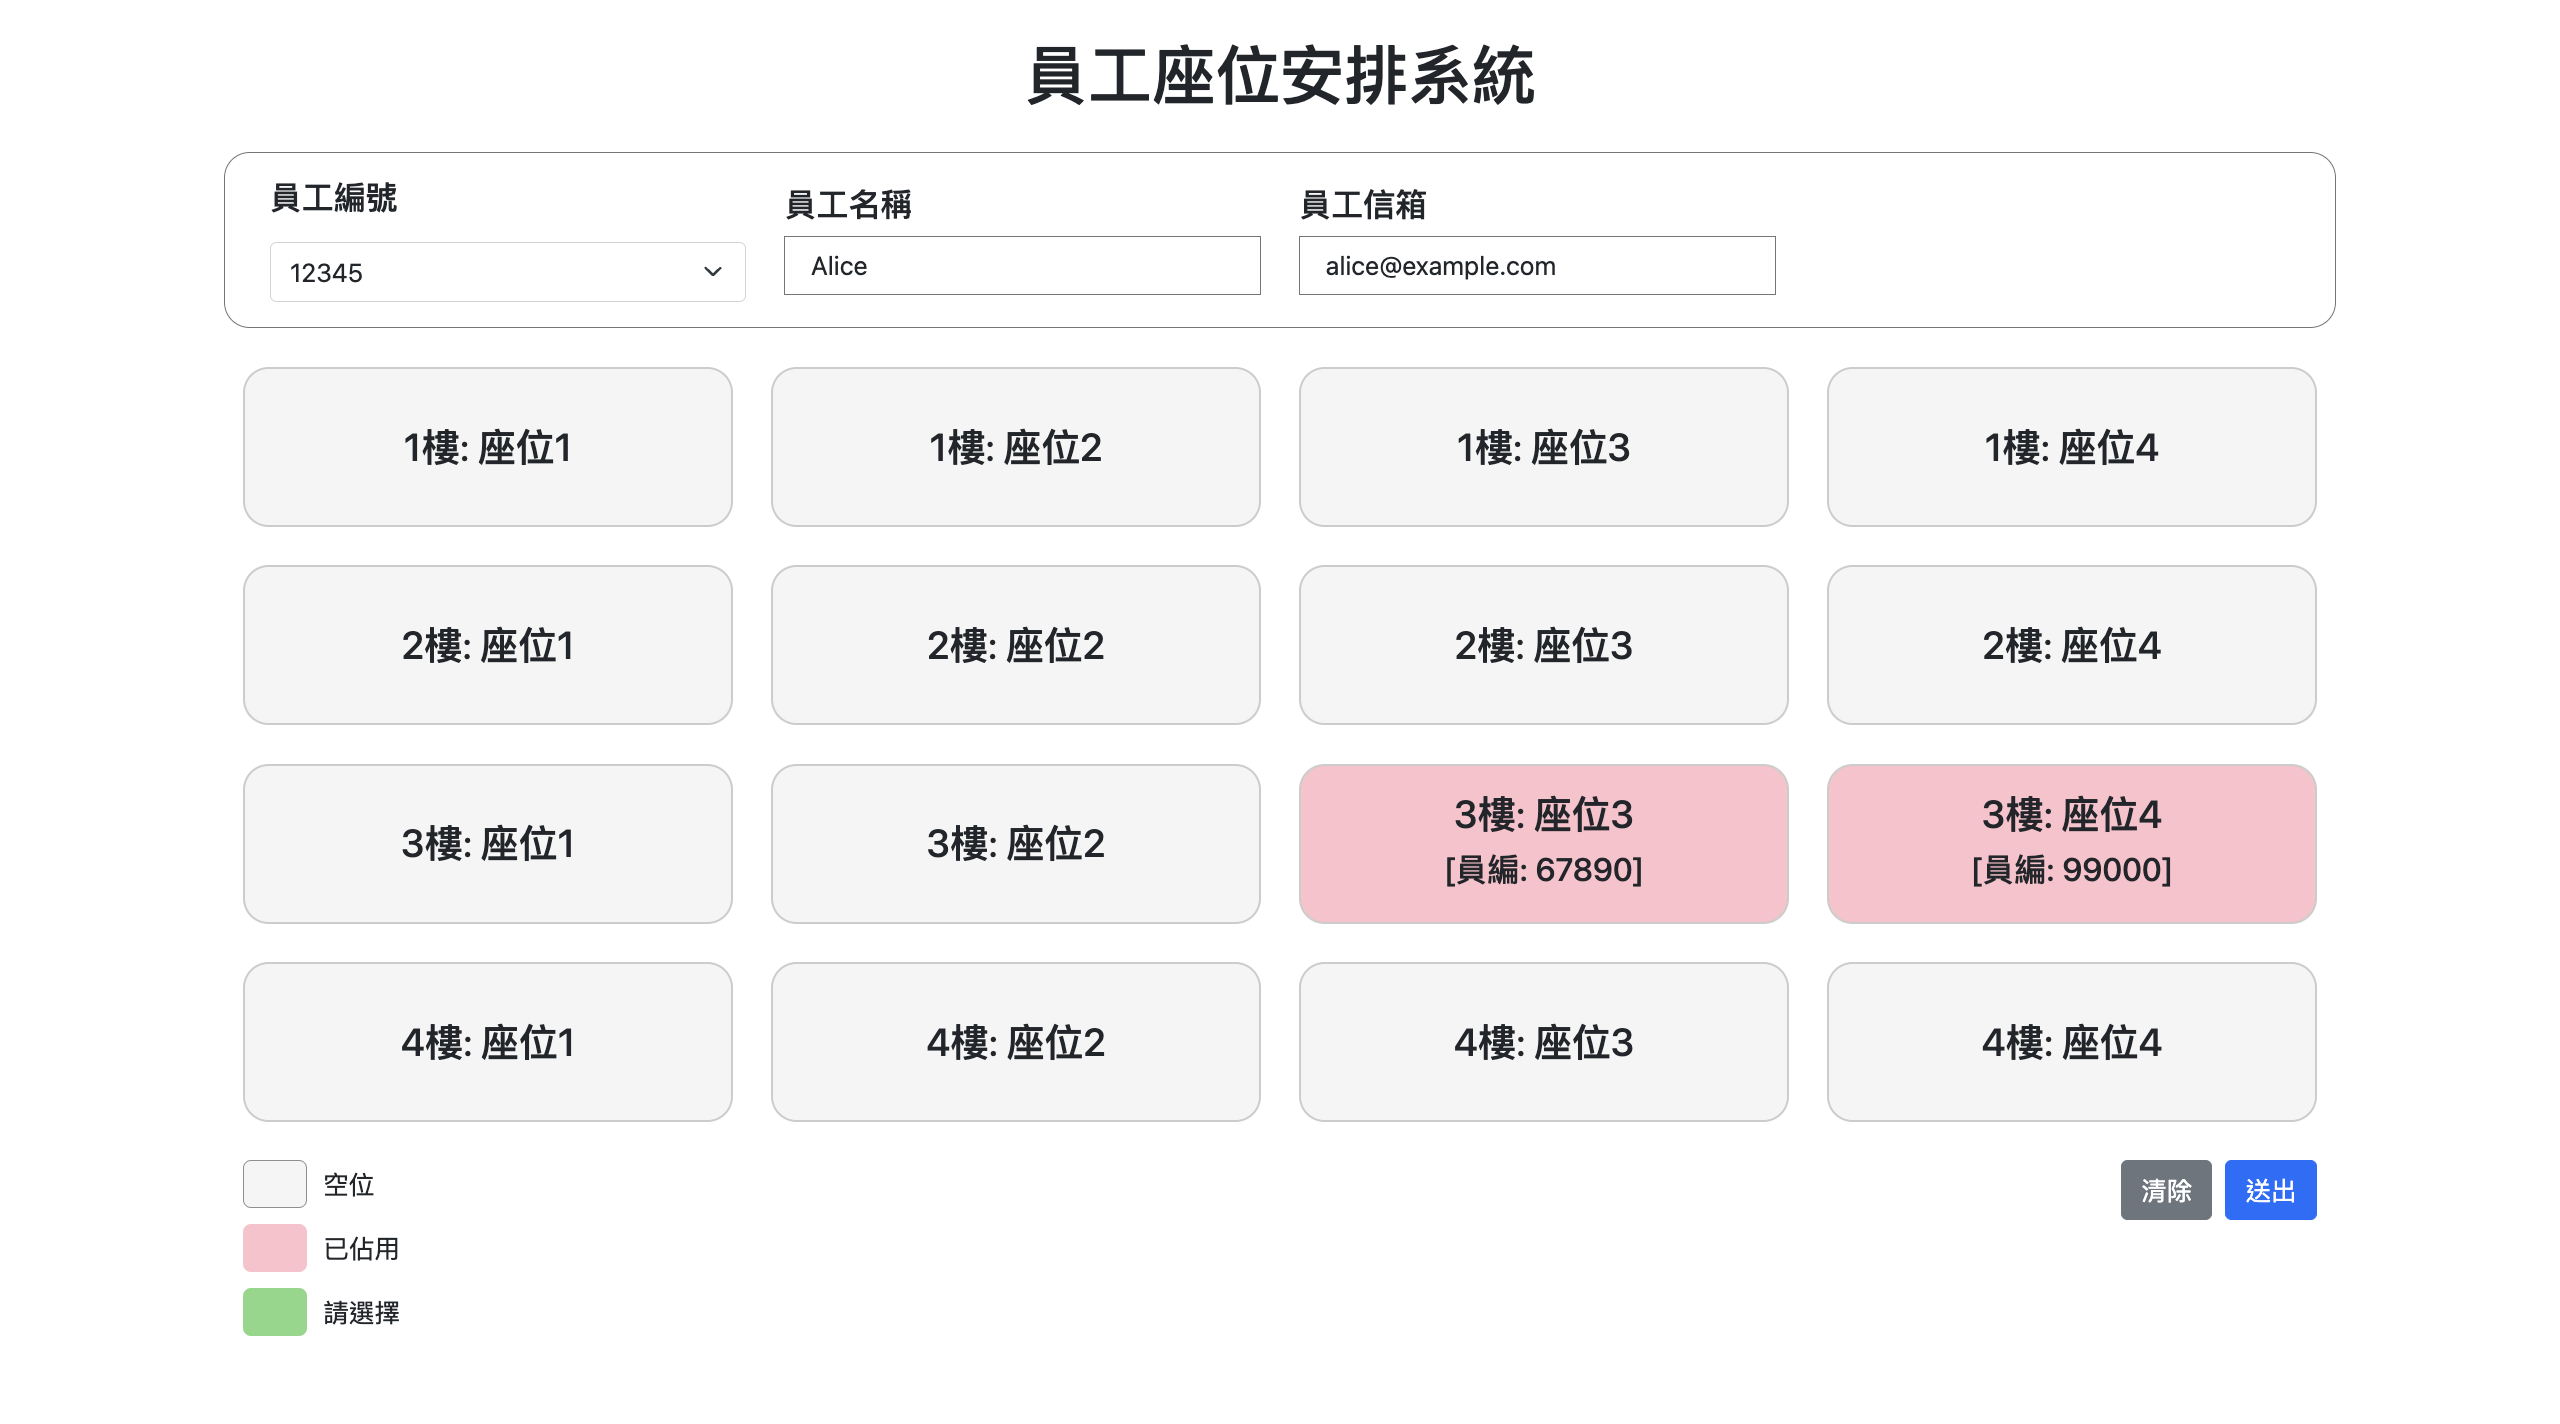 員工座位安排系統
員工編號
員工名稱
員工信箱
12345
Alice
alice@example.com
1樓: 座位1
1樓: 座位2
1樓: 座位3
1樓: 座位4
2樓: 座位1
2樓: 座位2
2樓: 座位3
2樓: 座位4
3樓: 座位1
3樓: 座位2
3樓: 座位3
[員編: 67890]
3樓: 座位4
[員編: 99000]
4樓: 座位1
4樓: 座位2
4樓: 座位3
4樓: 座位4
空位
已佔用
請選擇
清除
送出